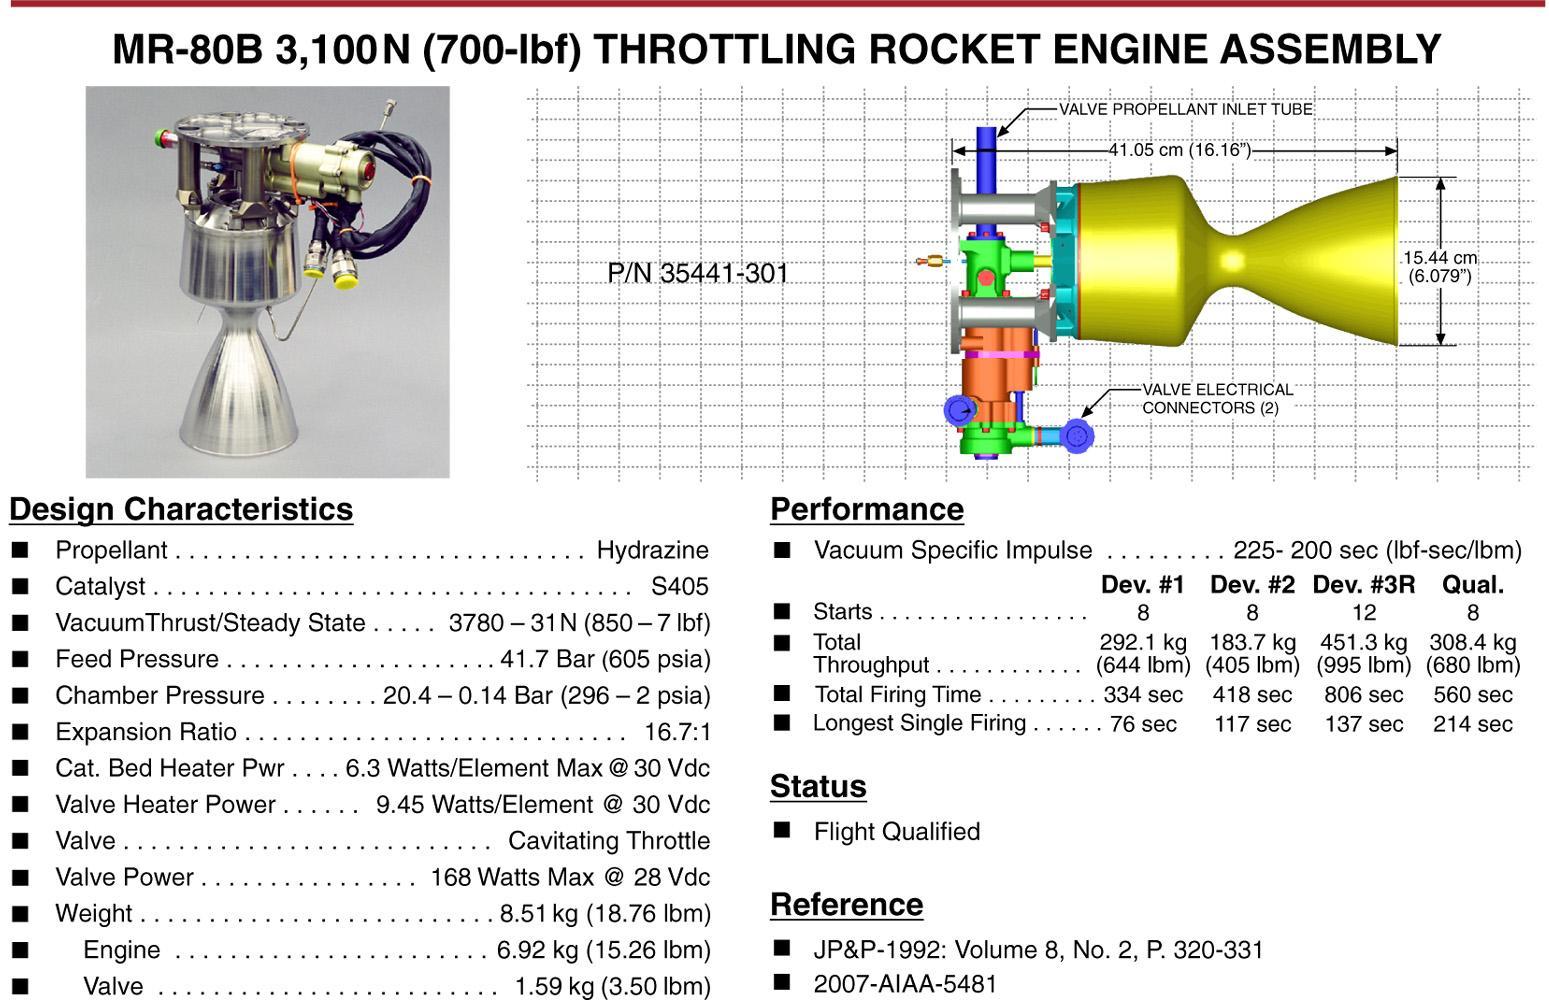 MR-80B 3,100N (700-lbf) THROTTLING ROCKET ENGINE ASSEMBLY
VALVE PROPELLANT INLET TUBE
41.05 cm (16.16”)
15.44 cm
(6.079”)
P/N 35441-301
VALVE ELECTRICAL
CONNECTORS (2)
Design Characteristics
■ Propellant . . . . . . . . . . . . . . . . . . . . . . . . . . . . . . Hydrazine
■ Catalyst . . . . . . . . . . . . . . . . . . . . . . . . . . . . . . . . . . . S405
■ VacuumThrust/Steady State . . . . . 3780 – 31N (850 – 7 lbf)
■ Feed Pressure . . . . . . . . . . . . . . . . . . . . 41.7 Bar (605 psia)
■ Chamber Pressure . . . . . . . . 20.4 – 0.14 Bar (296 – 2 psia)
■ Expansion Ratio . . . . . . . . . . . . . . . . . . . . . . . . . . . . 16.7:1
■ Cat. Bed Heater Pwr . . . . 6.3 Watts/Element Max @ 30 Vdc
■ Valve Heater Power . . . . . . 9.45 Watts/Element @ 30 Vdc
■ Valve . . . . . . . . . . . . . . . . . . . . . . . . . . . Cavitating Throttle
■ Valve Power . . . . . . . . . . . . . . . . 168 Watts Max @ 28 Vdc
■ Weight . . . . . . . . . . . . . . . . . . . . . . . . . . 8.51 kg (18.76 lbm)
■ Engine . . . . . . . . . . . . . . . . . . . . . . . 6.92 kg (15.26 lbm)
■ Valve . . . . . . . . . . . . . . . . . . . . . . . . . 1.59 kg (3.50 lbm)
Performance
■ Vacuum Specific Impulse . . . . . . . . . 225- 200 sec (lbf-sec/lbm)
Dev. #1 Dev. #2 Dev. #3R Qual.
■ Starts . . . . . . . . . . . . . . . . . 8 8 12 8
■ Total 292.1 kg 183.7 kg 451.3 kg 308.4 kg
Throughput . . . . . . . . . . . . (644 lbm) (405 lbm) (995 lbm) (680 lbm)
■ Total Firing Time . . . . . . . . . 334 sec 418 sec 806 sec 560 sec
■ Longest Single Firing . . . . . . 76 sec 117 sec 137 sec 214 sec
Status
■ Flight Qualified
Reference
■ JP&P-1992: Volume 8, No. 2, P. 320-331
■ 2007-AIAA-5481